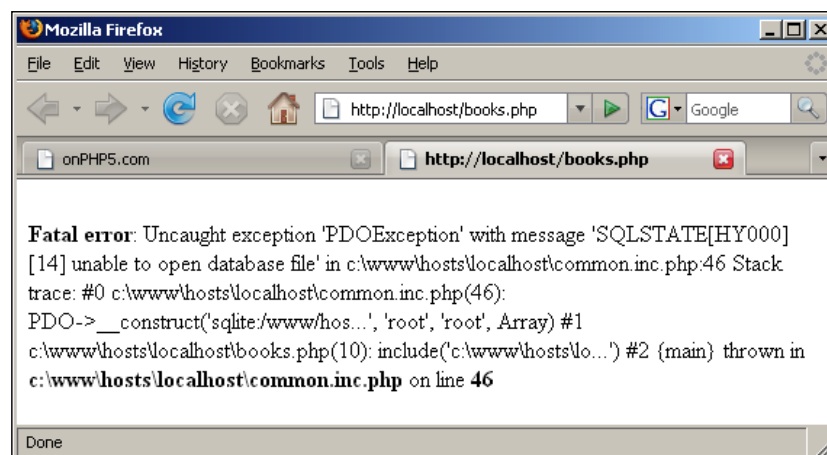 Mozilla Firefox
File Edit View History Bookmarks Tools Help
http://localhost/books.php G Google
onPHP5.com http://localhost/books.php
Fatal error: Uncaught exception 'PDOException' with message 'SQLSTATE[HY000]
[14] unable to open database file' in c:\www\hosts\localhost\common.inc.php:46 Stack
trace: #0 c:\www\hosts\localhost\common.inc.php(46):
PDO->__construct('sqlite:/www/hos...', 'root', 'root', Array) #1
c:\www\hosts\localhost\books.php(10): include('c:\www\hosts\lo...') #2 {main} thrown in
c:\www\hosts\localhost\common.inc.php on line 46
Done